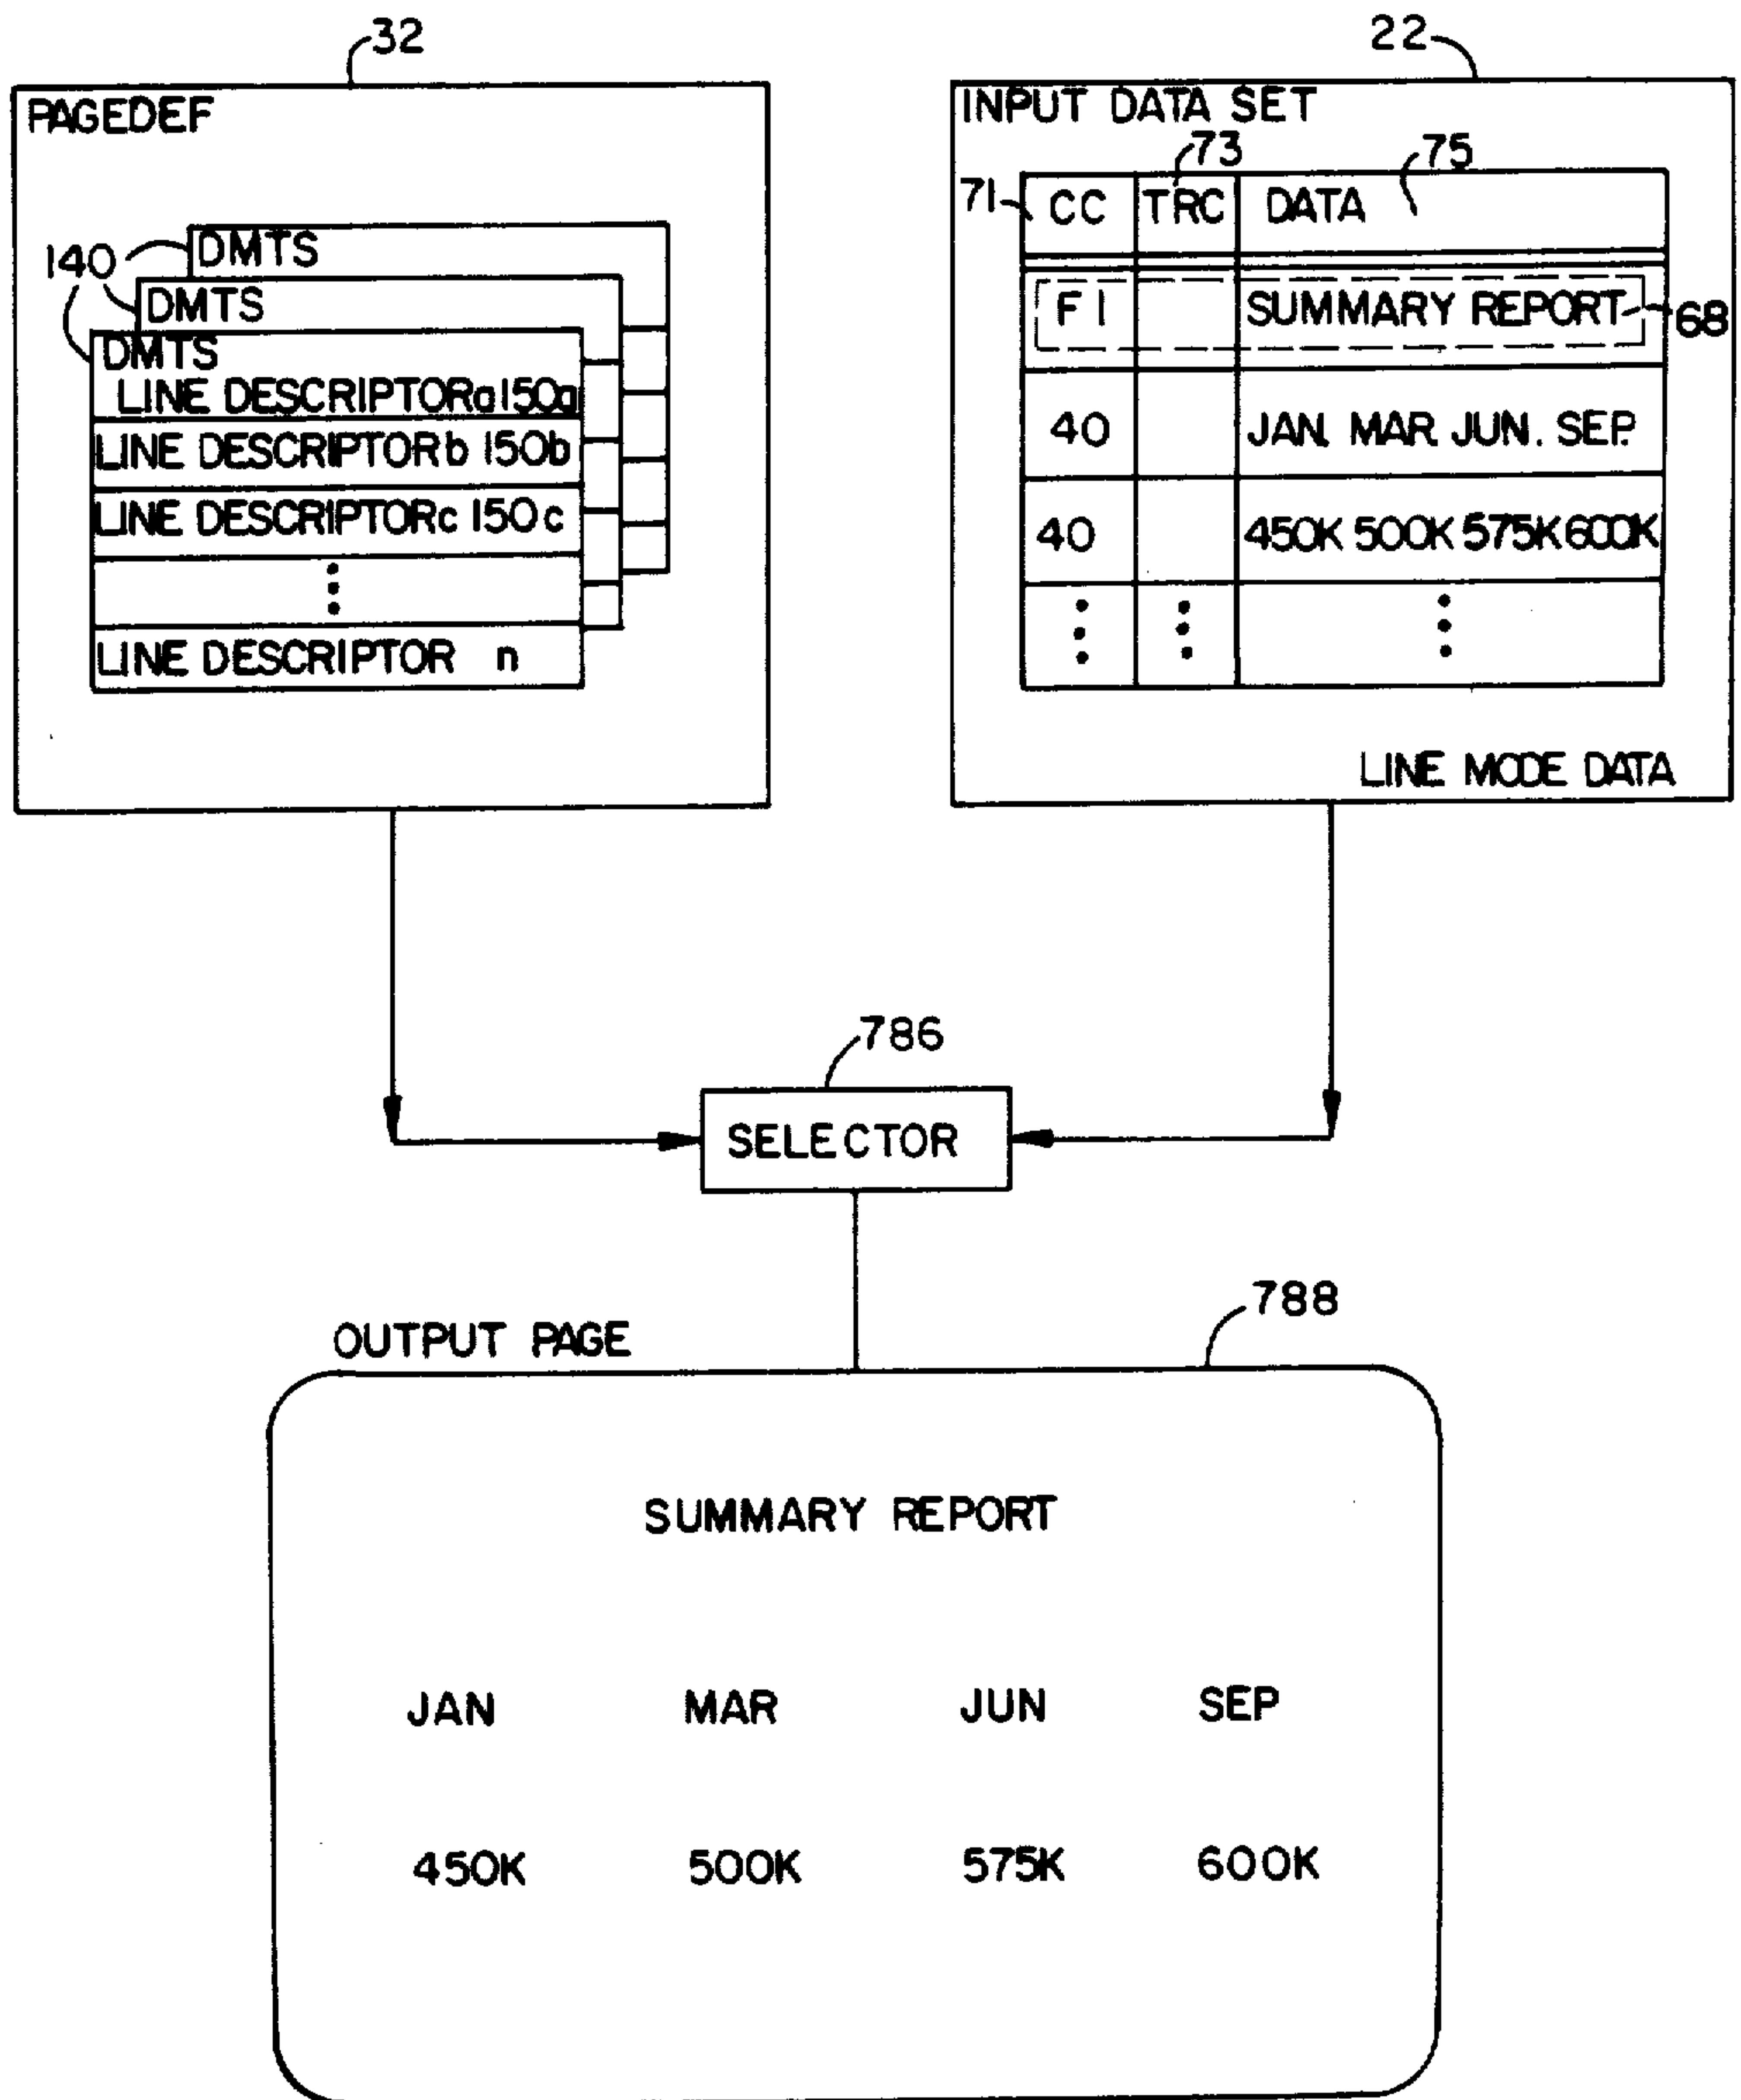 32
PAGEDEF
140
DMTS
DMTS
DMTS
LINE DESCRIPTORa 150a
LINE DESCRIPTORb 150b
LINE DESCRIPTORc 150c
LINE DESCRIPTOR n
22
INPUT DATA SET
73
75
71
CC TRC DATA
F1 SUMMARY REPORT
68
40 JAN. MAR. JUN. SEP.
40 450K 500K 575K 600K
LINE MODE DATA
786
SELECTOR
788
OUTPUT PAGE
SUMMARY REPORT
JAN MAR JUN SEP
450K 500K 575K 600K